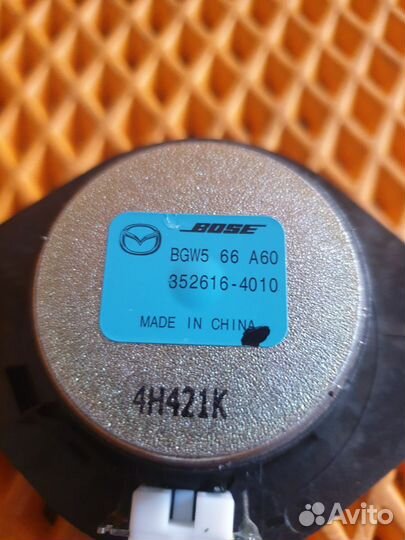 BOSE
BGW5 66 A60
352616-4010
MADE IN CHINA
4H421K
Avito